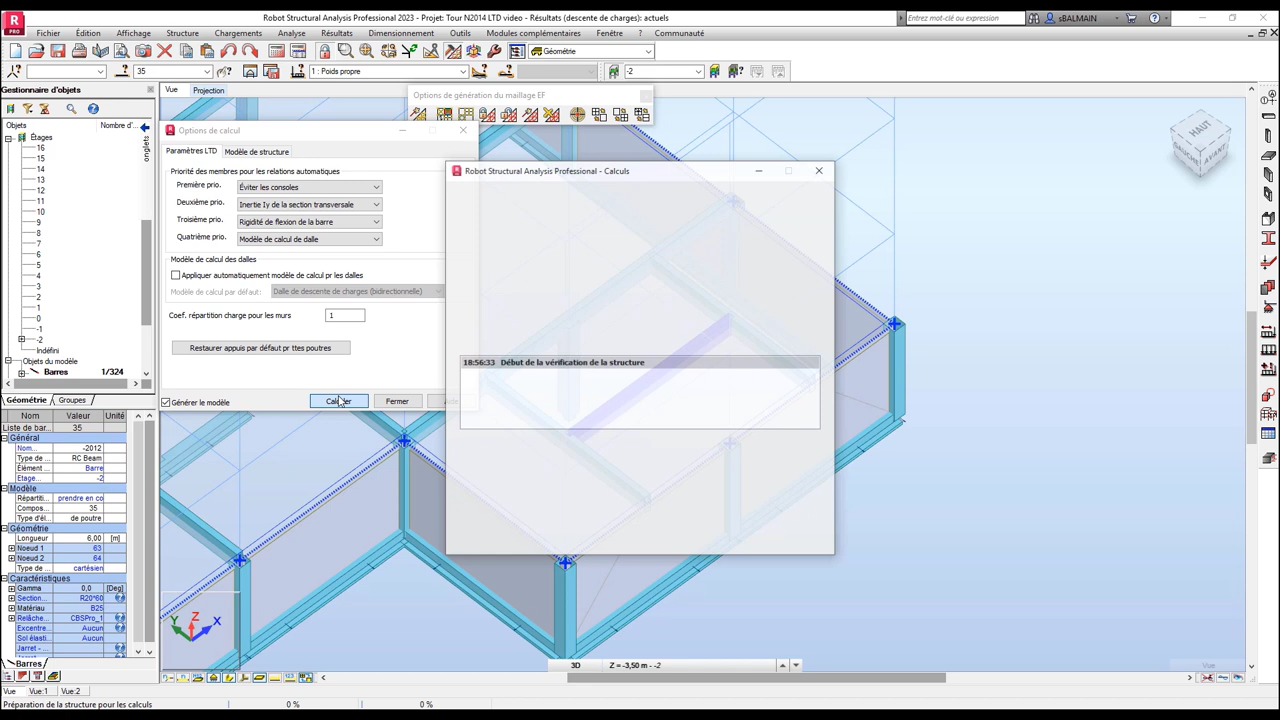 Robot Structural Analysis Professional 2023 - Projet: Tour N2014 LTD video - Résultats (descente de charges): actuels
Entrez mot-clé ou expression
sBALMAIN
PRO
Fichier Édition Affichage Structure Chargements Analyse Résultats Dimensionnement Outils Modules complémentaires Fenêtre ? Communauté
Géométrie
35
1 : Poids propre
-2
Gestionnaire d'objets
Vue
Projection
Options de génération du maillage EF
Objets
Nombre d'...
onglets
Étages
16
15
14
13
12
11
10
9
8
7
6
5
4
3
2
1
0
-1
-2
Indéfini
Objets du modèle
Barres 1/324
Géométrie
Groupes
Nom Valeur Unité
Liste de bar... 35
Général
Nom... -2012
Type de ... RC Beam
Élément ... Barre
Etage... -2
Modèle
Répartiti... prendre en co
Compos... 35
Type d'él... de poutre
Géométrie
Longueur 6,00 [m]
Noeud 1 63
Noeud 2 64
Type de... cartésien
Caractéristiques
Gamma 0,0 [Deg]
Section... R20*60
Matériau B25
Relâche... CBSPro_1
Excentre... Aucun
Sol élasti... Aucun
Jarret - ... Aucun
Barres
Options de calcul
Paramètres LTD
Modèle de structure
Priorité des membres pour les relations automatiques
Première prio. Éviter les consoles
Deuxième prio. Inertie Iy de la section transversale
Troisième prio. Rigidité de flexion de la barre
Quatrième prio. Modèle de calcul de dalle
Modèle de calcul des dalles
Appliquer automatiquement modèle de calcul pr les dalles
Modèle de calcul par défaut: Dalle de descente de charges (bidirectionnelle)
Coef. répartition charge pour les murs 1
Restaurer appuis par défaut pr ttes poutres
Générer le modèle
Calculer
Fermer
Aide
Robot Structural Analysis Professional - Calculs
18:56:33 Début de la vérification de la structure
HAUT
GAUCHE
AVANT
Z
Y
X
3D
Z = -3,50 m - -2
Vue
Vue Vue:1 Vue:2
Préparation de la structure pour les calculs
0 %
0 %